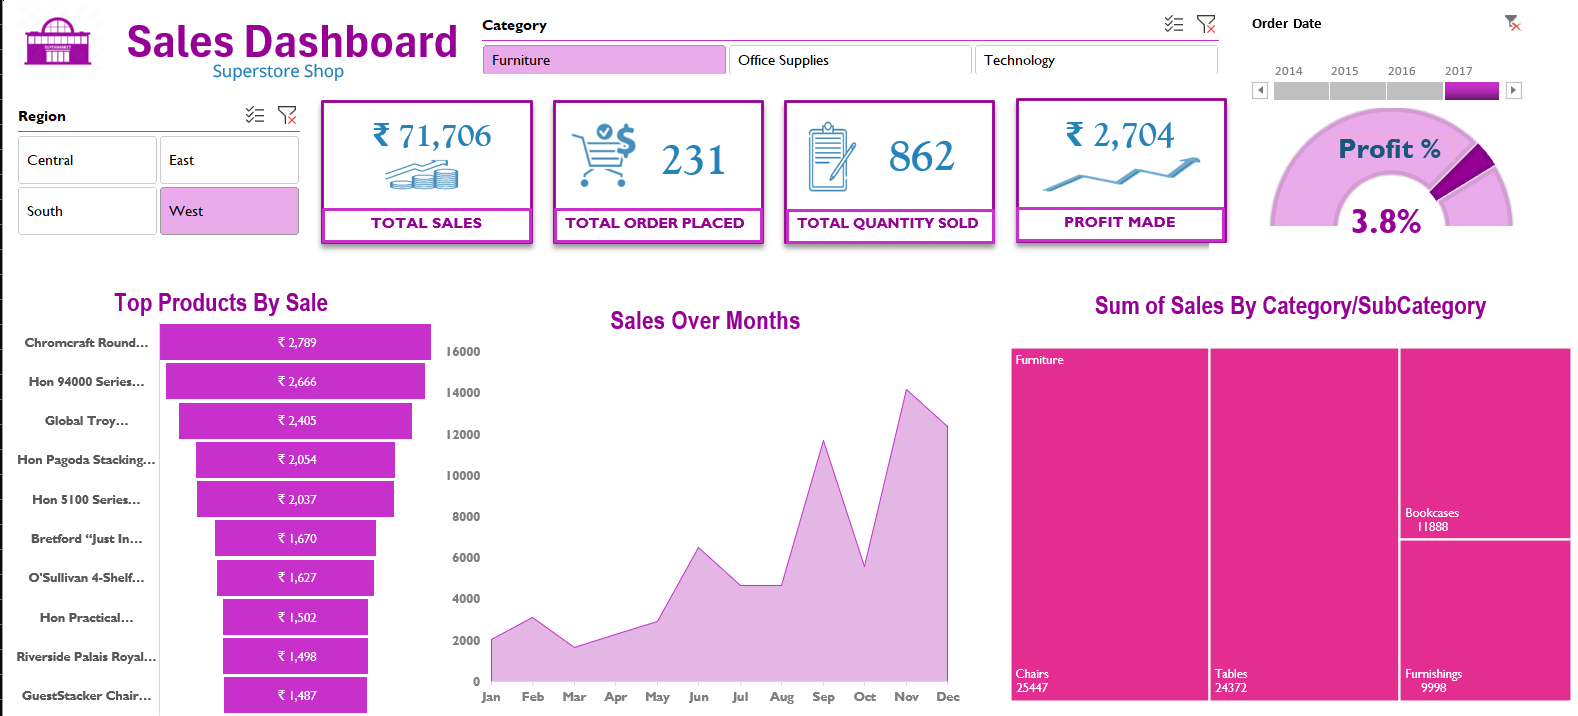 SUPERMARKET
Sales Dashboard
Superstore Shop
Category
Furniture
Office Supplies
Technology
Order Date
2014
2015
2016
2017
Region
Central
East
South
West
₹ 71,706
TOTAL SALES
231
TOTAL ORDER PLACED
862
TOTAL QUANTITY SOLD
₹ 2,704
PROFIT MADE
Profit %
3.8%
Top Products By Sale
Chromcraft Round...
₹ 2,789
Hon 94000 Series...
₹ 2,666
Global Troy...
₹ 2,405
Hon Pagoda Stacking...
₹ 2,054
Hon 5100 Series...
₹ 2,037
Bretford “Just In...
₹ 1,670
O'Sullivan 4-Shelf...
₹ 1,627
Hon Practical...
₹ 1,502
Riverside Palais Royal...
₹ 1,498
GuestStacker Chair...
₹ 1,487
Sales Over Months
16000
14000
12000
10000
8000
6000
4000
2000
0
Jan Feb Mar Apr May Jun Jul Aug Sep Oct Nov Dec
Sum of Sales By Category/SubCategory
Furniture
Chairs
25447
Tables
24372
Bookcases
11888
Furnishings
9998